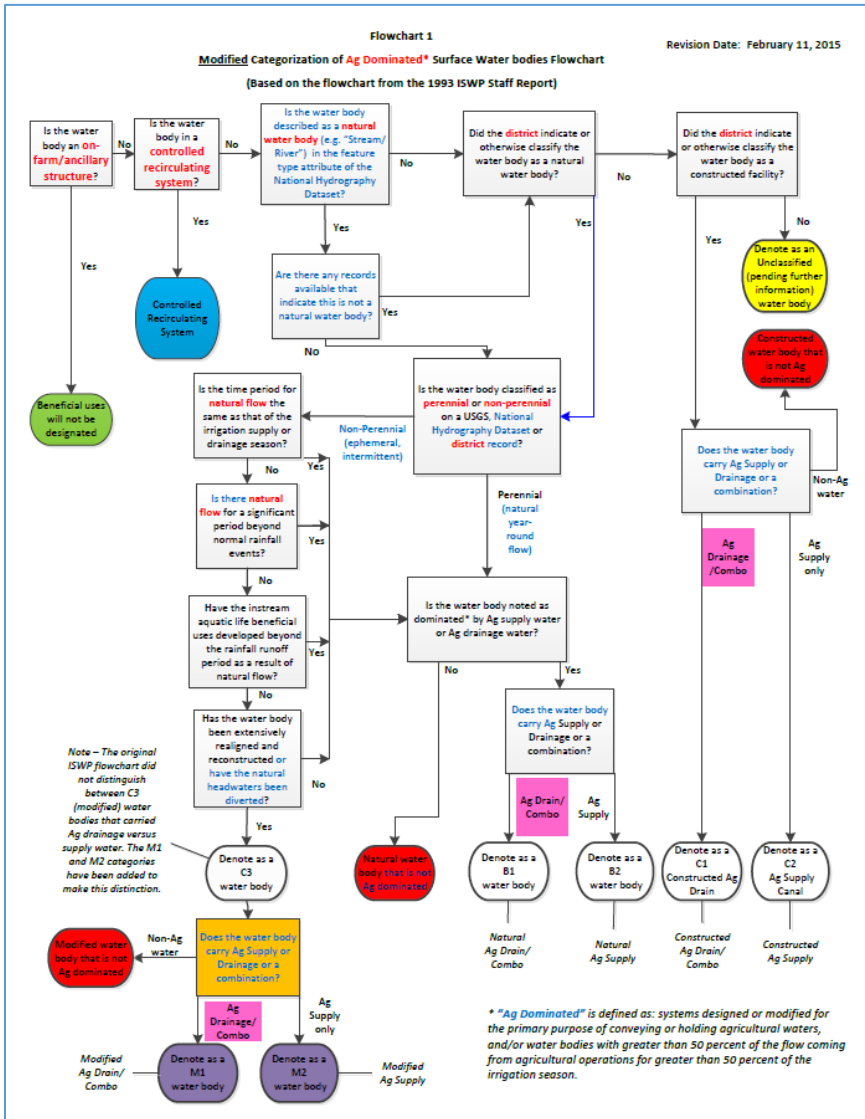 Flowchart 1
Revision Date:  February 11, 2015
Modified Categorization of Ag Dominated* Surface Water bodies Flowchart
(Based on the flowchart from the 1993 ISWP Staff Report)
Is the water
body an on-
farm/ancillary
structure?
No
Is the water
body in a
controlled
recirculating
system?
No
Is the water body
described as a natural
water body (e.g. “Stream/
River”) in the feature
type attribute of the
National Hydrography
Dataset?
No
Did the district indicate or
otherwise classify the
water body as a natural
water body?
No
Did the district indicate
or otherwise classify the
water body as a
constructed facility?
Yes
Yes
Yes
Yes
Yes
No
Beneficial uses
will not be
designated
Controlled
Recirculating
System
Are there any records
available that
indicate this is not a
natural water body?
Yes
No
Denote as an
Unclassified
(pending further
information)
water body
Constructed
water body that
is not Ag
dominated
Is the time period for
natural flow the
same as that of the
irrigation supply or
drainage season?
Non-Perennial
(ephemeral,
intermittent)
Is the water body classified as
perennial or non-perennial
on a USGS, National
Hydrography Dataset or
district record?
Does the water body
carry Ag Supply or
Drainage or a
combination?
Non-Ag
water
No
Yes
Perennial
(natural
year-
round
flow)
Is there natural
flow for a significant
period beyond
normal rainfall
events?
Yes
No
Ag
Drainage
/Combo
Ag
Supply
only
Have the instream
aquatic life beneficial
uses developed beyond
the rainfall runoff
period as a result of
natural flow?
Yes
No
Is the water body noted as
dominated* by Ag supply water
or Ag drainage water?
No
Yes
Has the water body
been extensively
realigned and
reconstructed or
have the natural
headwaters been
diverted?
No
Yes
Does the water body
carry Ag Supply or
Drainage or a
combination?
Ag Drain/
Combo
Ag
Supply
Note – The original
ISWP flowchart did
not distinguish
between C3
(modified) water
bodies that carried
Ag drainage versus
supply water. The M1
and M2 categories
have been added to
make this distinction.
Denote as a
C3
water body
Natural water
body that is not
Ag dominated
Denote as a
B1
water body
Denote as a
B2
water body
Denote as a
C1
Constructed Ag
Drain
Denote as a
C2
Ag Supply
Canal
Natural
Ag Drain/
Combo
Natural
Ag Supply
Constructed
Ag Drain/
Combo
Constructed
Ag Supply
Modified water
body that is not
Ag dominated
Non-Ag
water
Does the water body
carry Ag Supply or
Drainage or a
combination?
Ag
Drainage/
Combo
Ag
Supply
only
Modified
Ag Drain/
Combo
Denote as a
M1
water body
Denote as a
M2
water body
Modified
Ag Supply
* “Ag Dominated” is defined as: systems designed or modified for
the primary purpose of conveying or holding agricultural waters,
and/or water bodies with greater than 50 percent of the flow coming
from agricultural operations for greater than 50 percent of the
irrigation season.